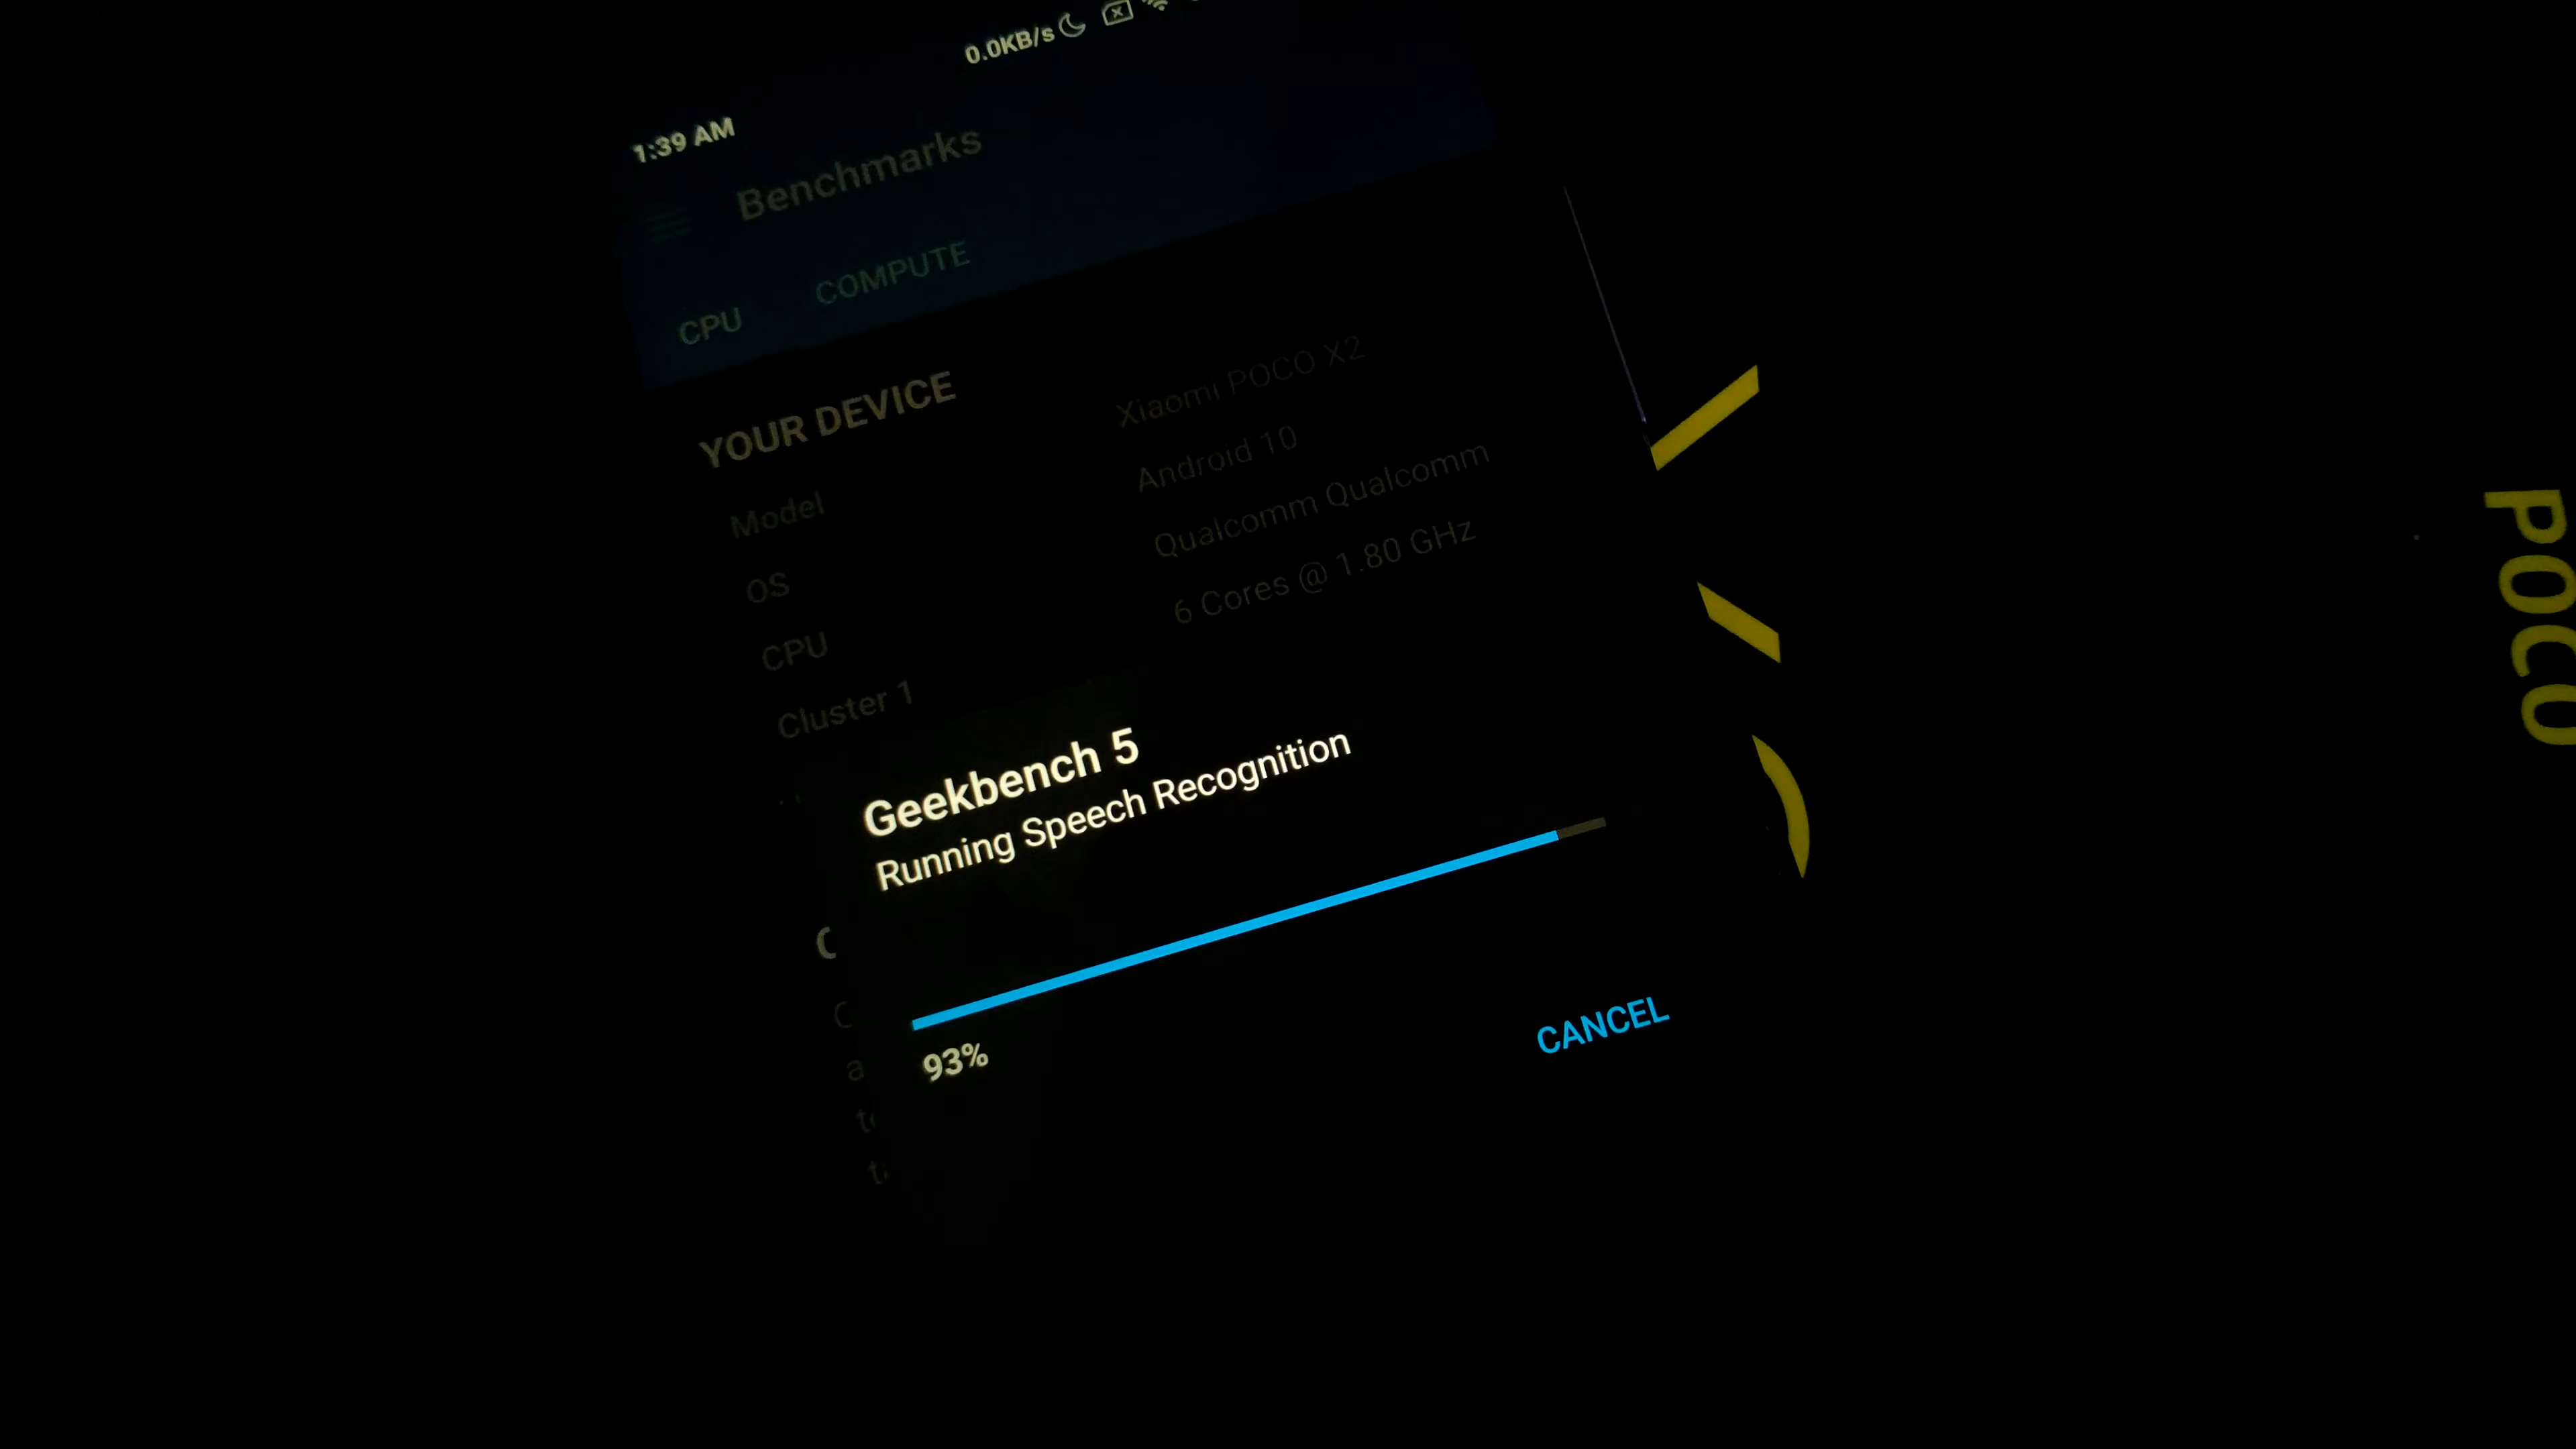 0.0KB/s
1:39 AM
Benchmarks
CPU COMPUTE
YOUR DEVICE
Model Xiaomi POCO X2
OS Android 10
CPU Qualcomm Qualcomm
Cluster 1 6 Cores @ 1.80 GHz
Geekbench 5
Running Speech Recognition
93%
CANCEL
POCO